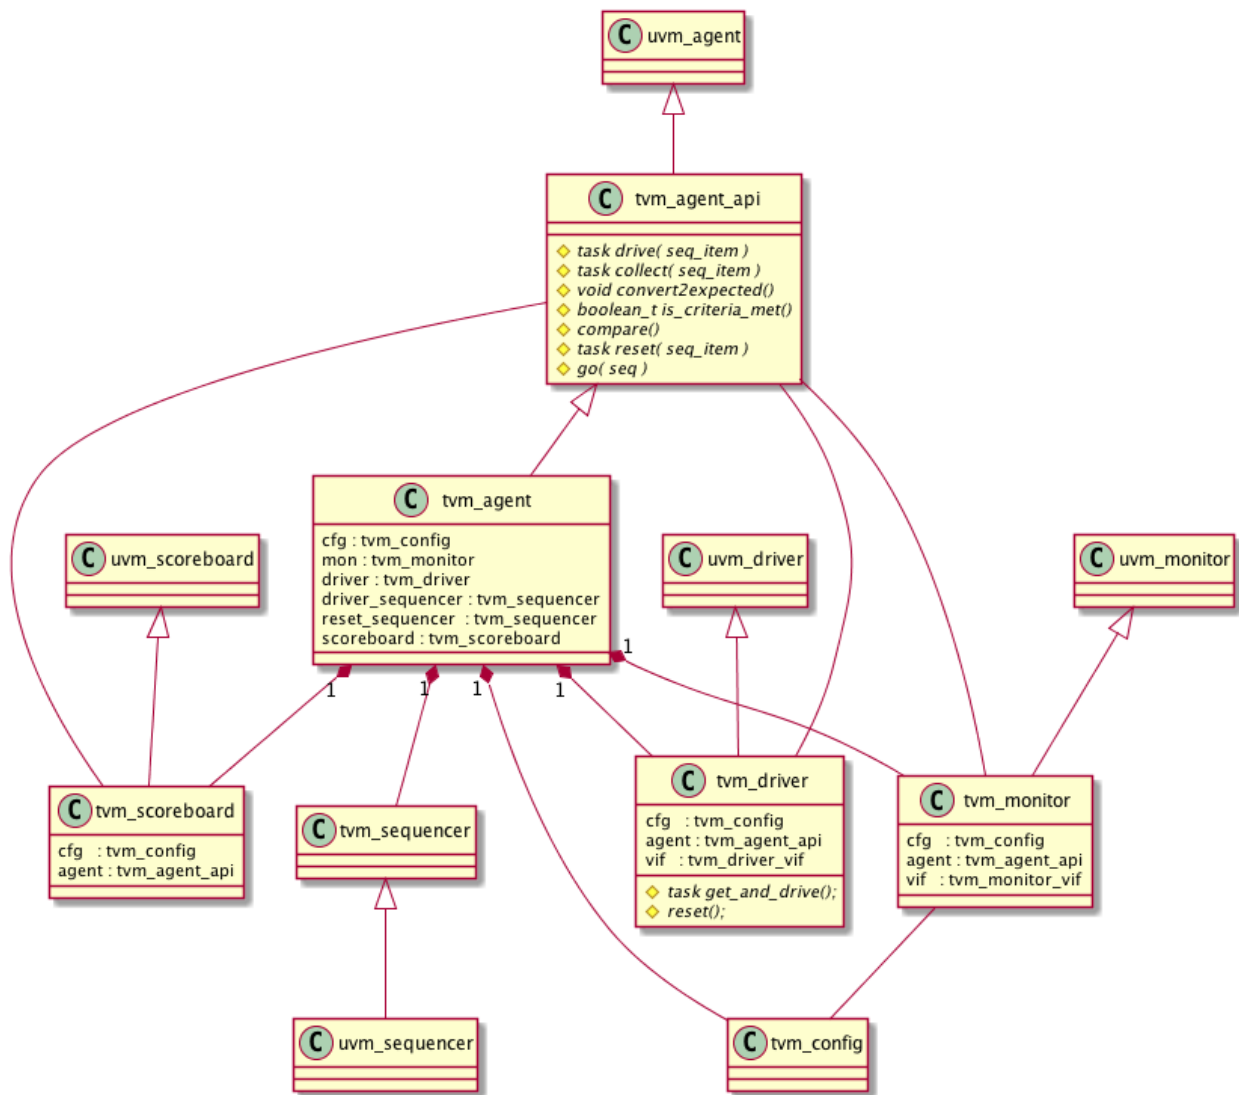 C uvm_agent
C tvm_agent_api
task drive( seq_item )
task collect( seq_item )
void convert2expected()
boolean_t is_criteria_met()
compare()
task reset( seq_item )
go( seq )
C tvm_agent
cfg : tvm_config
mon : tvm_monitor
driver : tvm_driver
driver_sequencer : tvm_sequencer
reset_sequencer : tvm_sequencer
scoreboard : tvm_scoreboard
C uvm_scoreboard
C uvm_driver
C uvm_monitor
1
1
1
1
1
C tvm_scoreboard
cfg : tvm_config
agent : tvm_agent_api
C tvm_sequencer
C tvm_driver
cfg : tvm_config
agent : tvm_agent_api
vif : tvm_driver_vif
task get_and_drive();
reset();
C tvm_monitor
cfg : tvm_config
agent : tvm_agent_api
vif : tvm_monitor_vif
C uvm_sequencer
C tvm_config